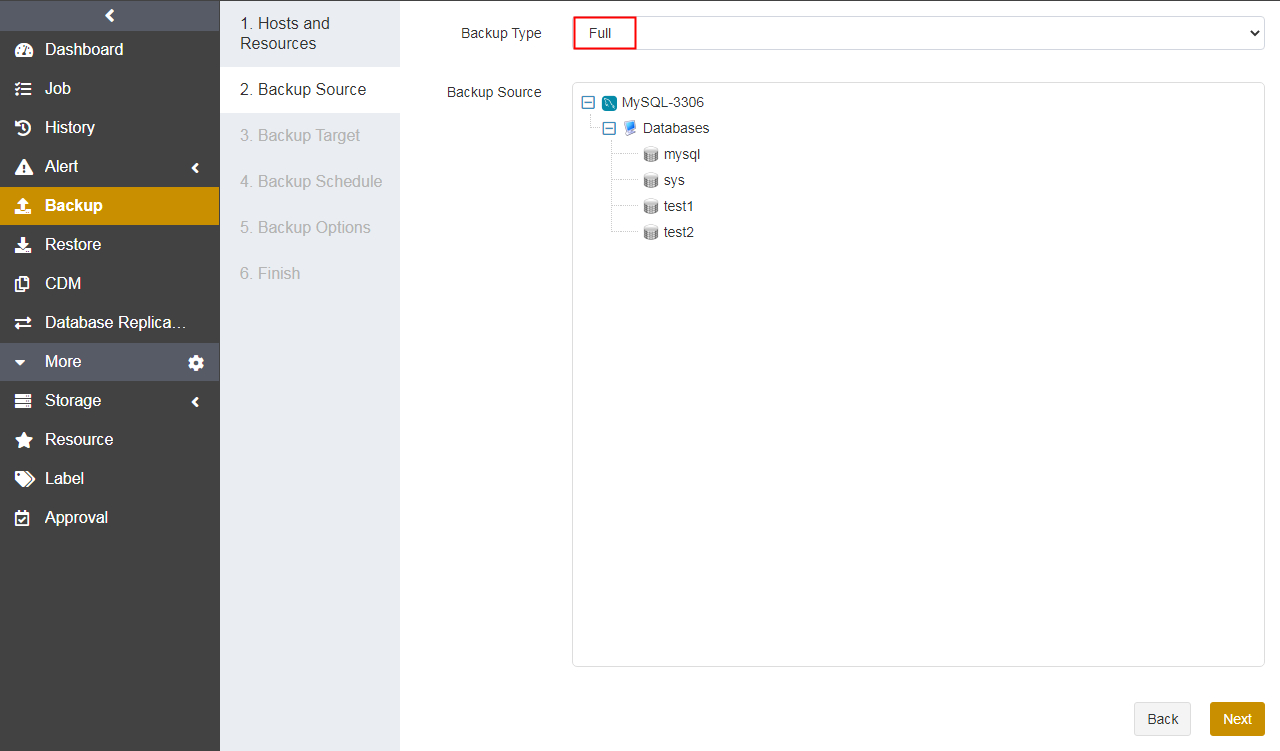 Dashboard
Job
History
Alert
Backup
Restore
CDM
Database Replica...
More
Storage
Resource
Label
Approval
1. Hosts and
Resources
2. Backup Source
3. Backup Target
4. Backup Schedule
5. Backup Options
6. Finish
Backup Type
Full
Backup Source
MySQL-3306
Databases
mysql
sys
test1
test2
Back
Next